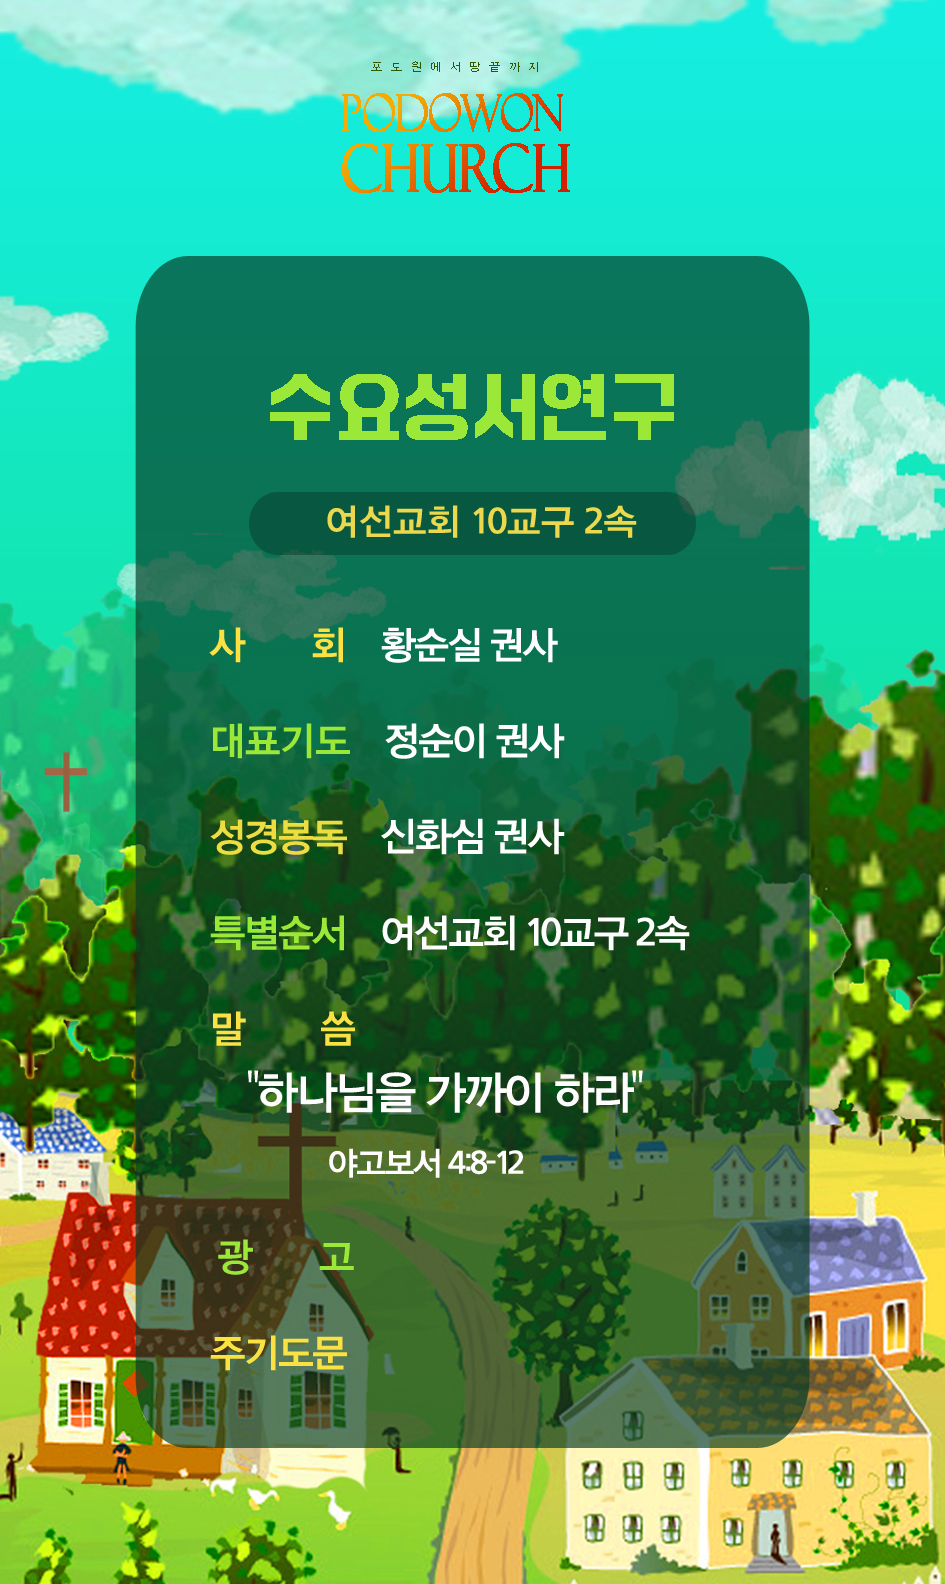 포도원에서땅끝까지
PODOWON
CHURCH
수요성서연구
여선교회 10교구 2속
사 회 황순실 권사
대표기도 정순이 권사
성경봉독 신화심 권사
특별순서 여선교회 10교구 2속
말 씀
"하나님을 가까이 하라"
야고보서 4:8-12
광 고
주기도문